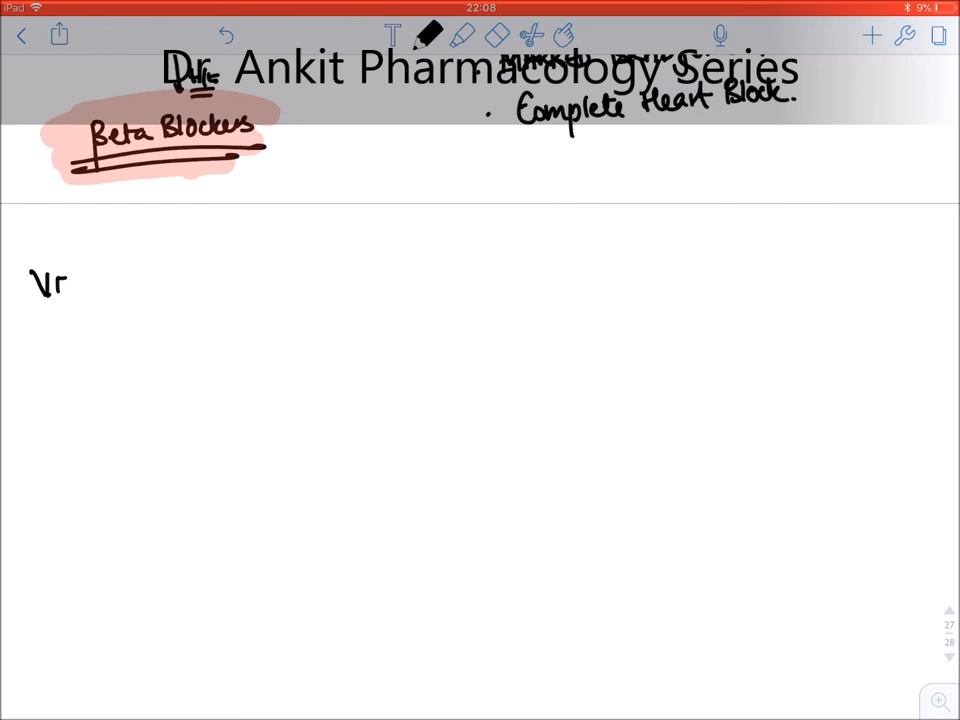 iPad 22:08 9%
Dr. Ankit Pharmacology Series
Beta Blockers
. Complete Heart Block.
Vr
27
28